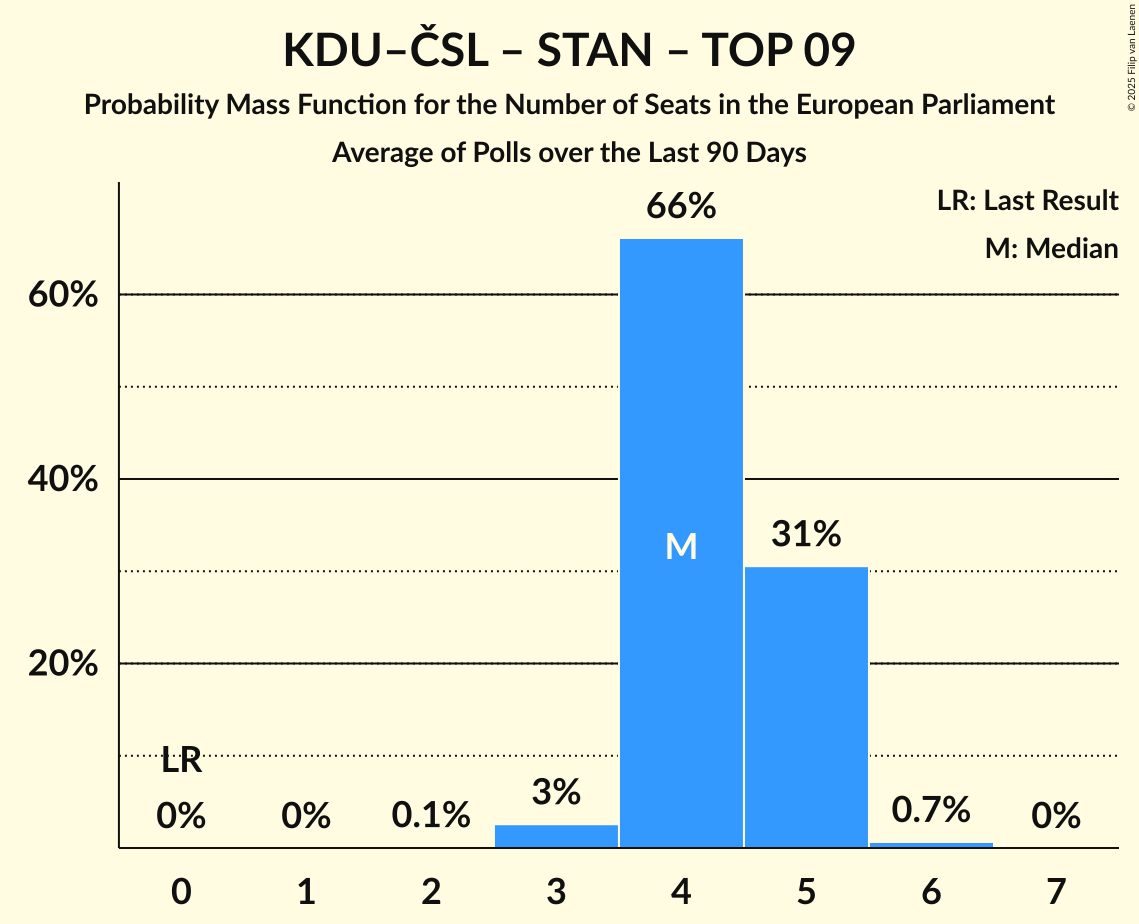 KDU–ČSL – STAN – TOP 09
Probability Mass Function for the Number of Seats in the European Parliament
Average of Polls over the Last 90 Days
© 2025 Filip van Laenen
LR: Last Result
M: Median
66%
60%
40%
31%
M
20%
LR
0%
0%
0.1%
3%
0.7%
0%
0
1
2
3
4
5
6
7